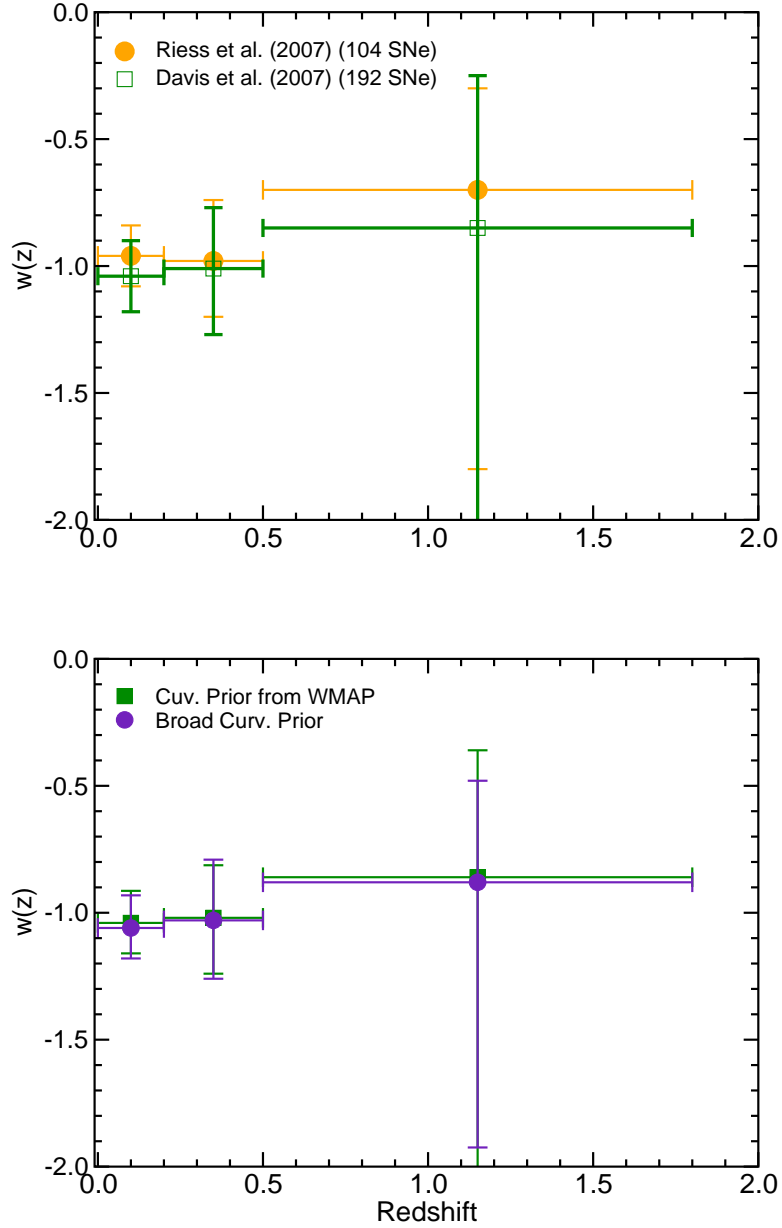 0.0
Riess et al. (2007) (104 SNe)
Davis et al. (2007) (192 SNe)
-0.5
w(z)
-1.0
-1.5
-2.0
0.0 0.5 1.0 1.5 2.0
0.0
Cuv. Prior from WMAP
Broad Curv. Prior
-0.5
w(z)
-1.0
-1.5
-2.0
0.0 0.5 1.0 1.5 2.0
Redshift